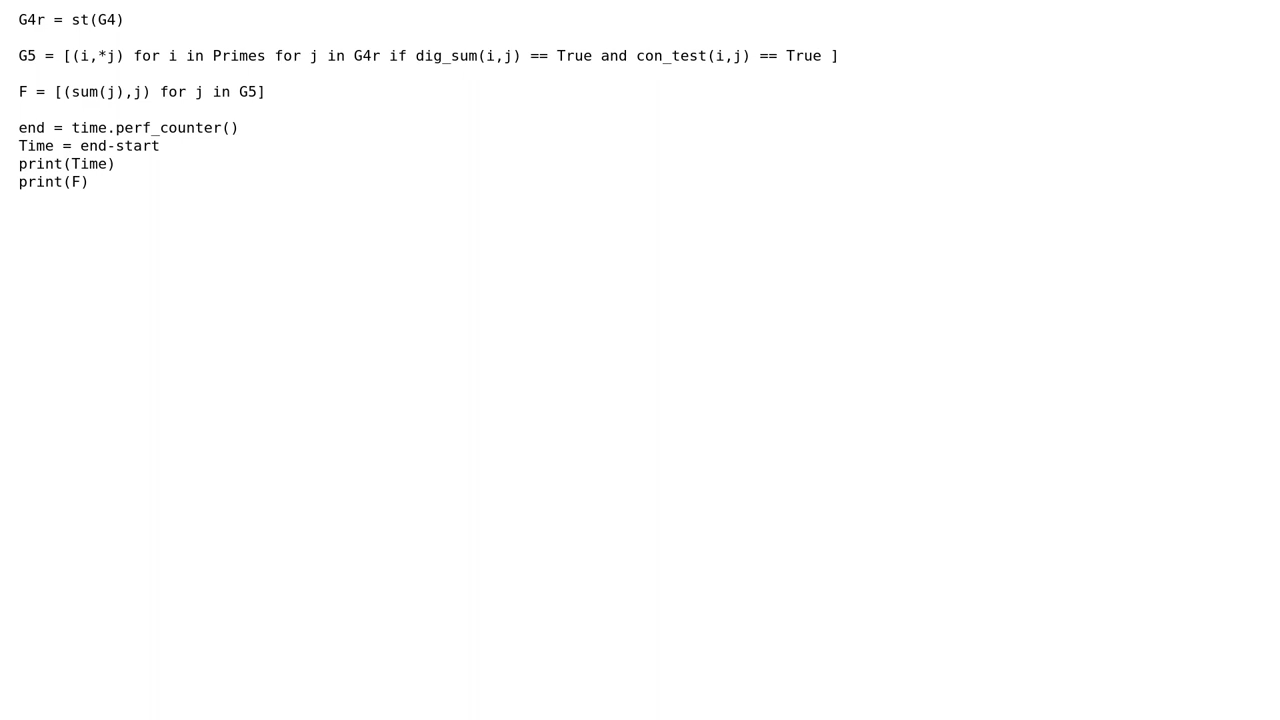 G4r = st(G4)
G5 = [(i,*j) for i in Primes for j in G4r if dig_sum(i,j) == True and con_test(i,j) == True ]
F = [(sum(j),j) for j in G5]
end = time.perf_counter()
Time = end-start
print(Time)
print(F)